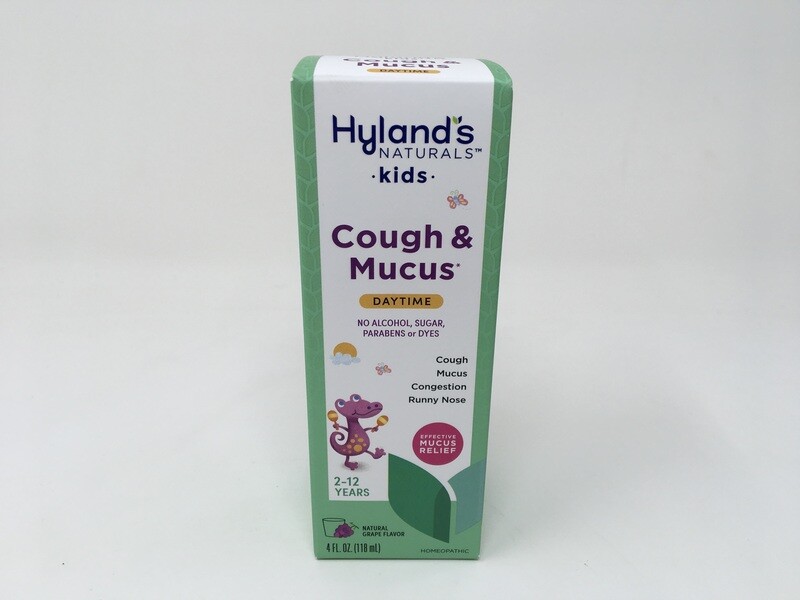 Cough &
Mucus
DAYTIME
Hyland's
NATURALS™
·kids·
Cough &
Mucus*
DAYTIME
NO ALCOHOL, SUGAR,
PARABENS or DYES
Cough
Mucus
Congestion
Runny Nose
EFFECTIVE
MUCUS
RELIEF
2-12
YEARS
NATURAL
GRAPE FLAVOR
4 FL. OZ. (118 mL)
HOMEOPATHIC